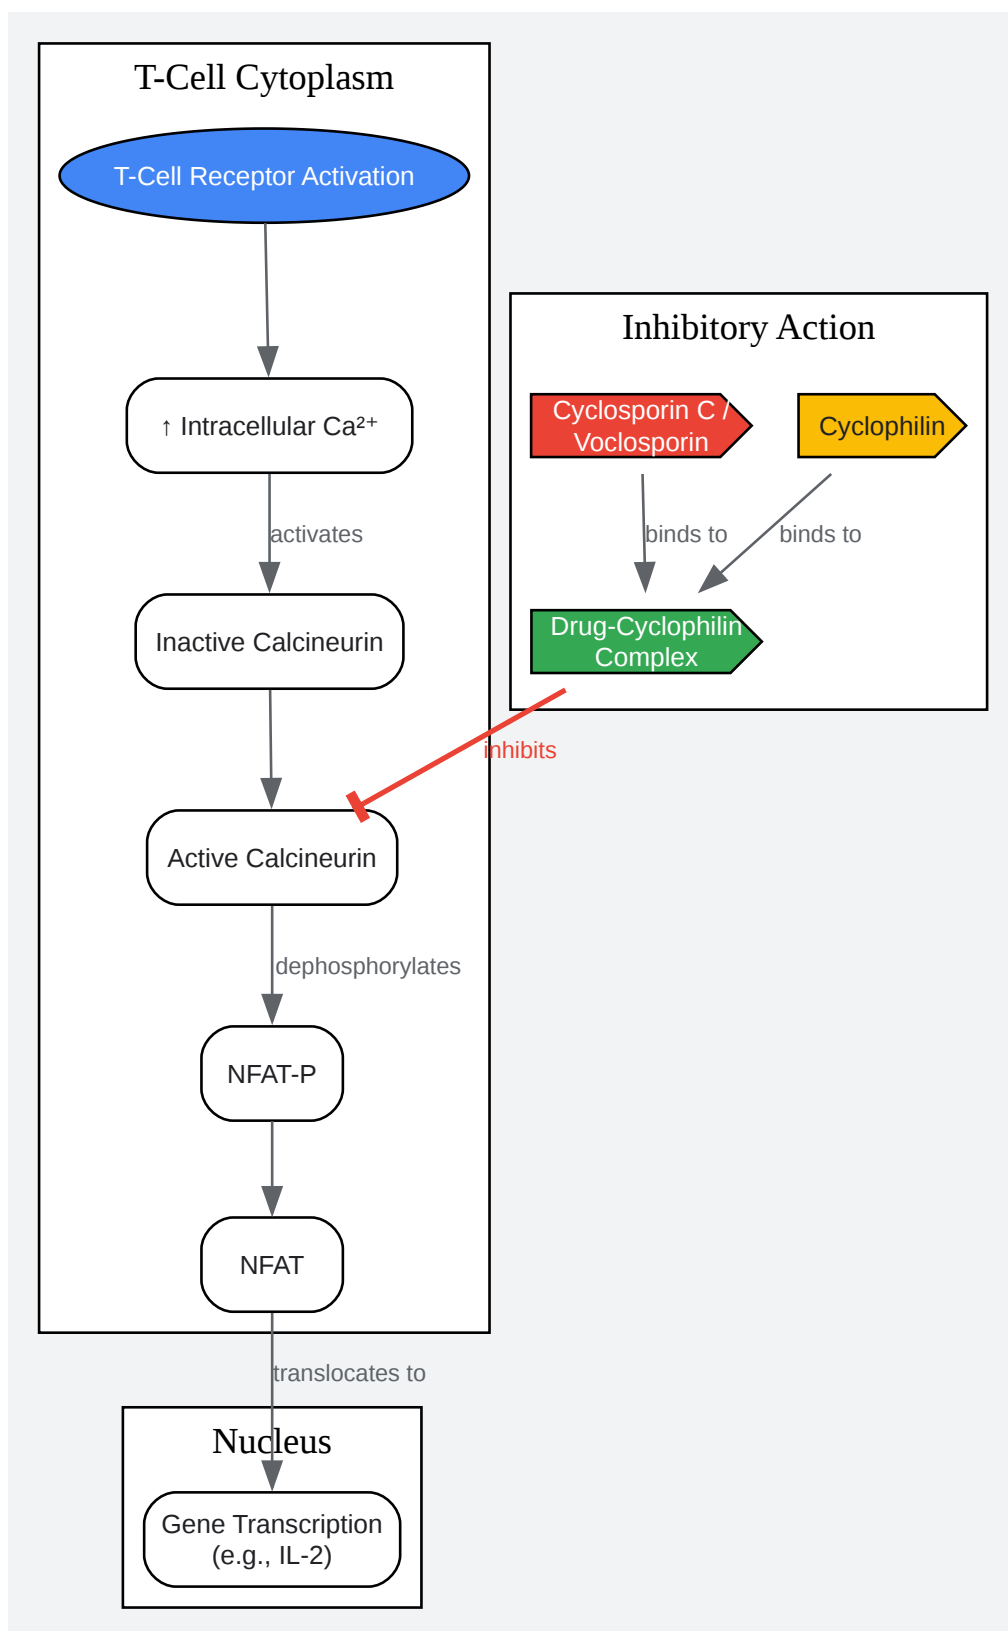 T-Cell Cytoplasm
T-Cell Receptor Activation
↑ Intracellular Ca²⁺
activates
Inactive Calcineurin
Active Calcineurin
dephosphorylates
NFAT-P
NFAT
translocates to
Nucleus
Gene Transcription
(e.g., IL-2)
Inhibitory Action
Cyclosporin C /
Voclosporin
Cyclophilin
binds to
binds to
Drug-Cyclophilin
Complex
inhibits